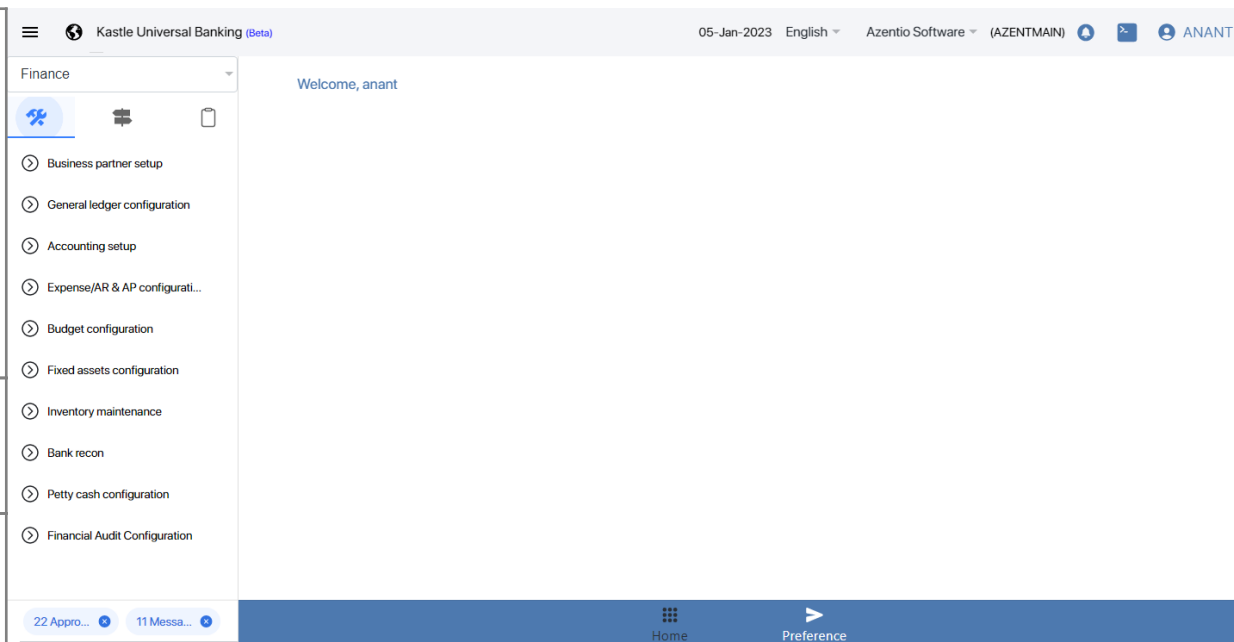 Kastle Universal Banking (Beta) 05-Jan-2023 English Azentio Software (AZENTMAIN) ANANT
Finance
Welcome, anant
Business partner setup
General ledger configuration
Accounting setup
Expense/AR & AP configurati...
Budget configuration
Fixed assets configuration
Inventory maintenance
Bank recon
Petty cash configuration
Financial Audit Configuration
22 Appro... 11 Messa...
Home Preference